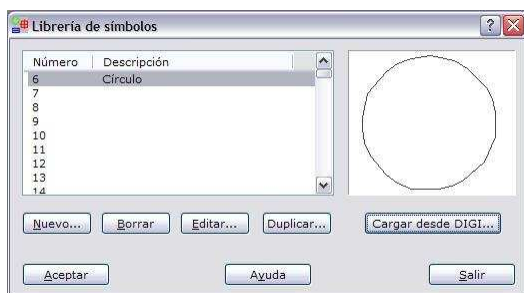 Librería de símbolos
Número Descripción
6 Círculo
7
8
9
10
11
12
13
14
Nuevo... Borrar Editar... Duplicar... Cargar desde DIGI...
Aceptar Ayuda Salir